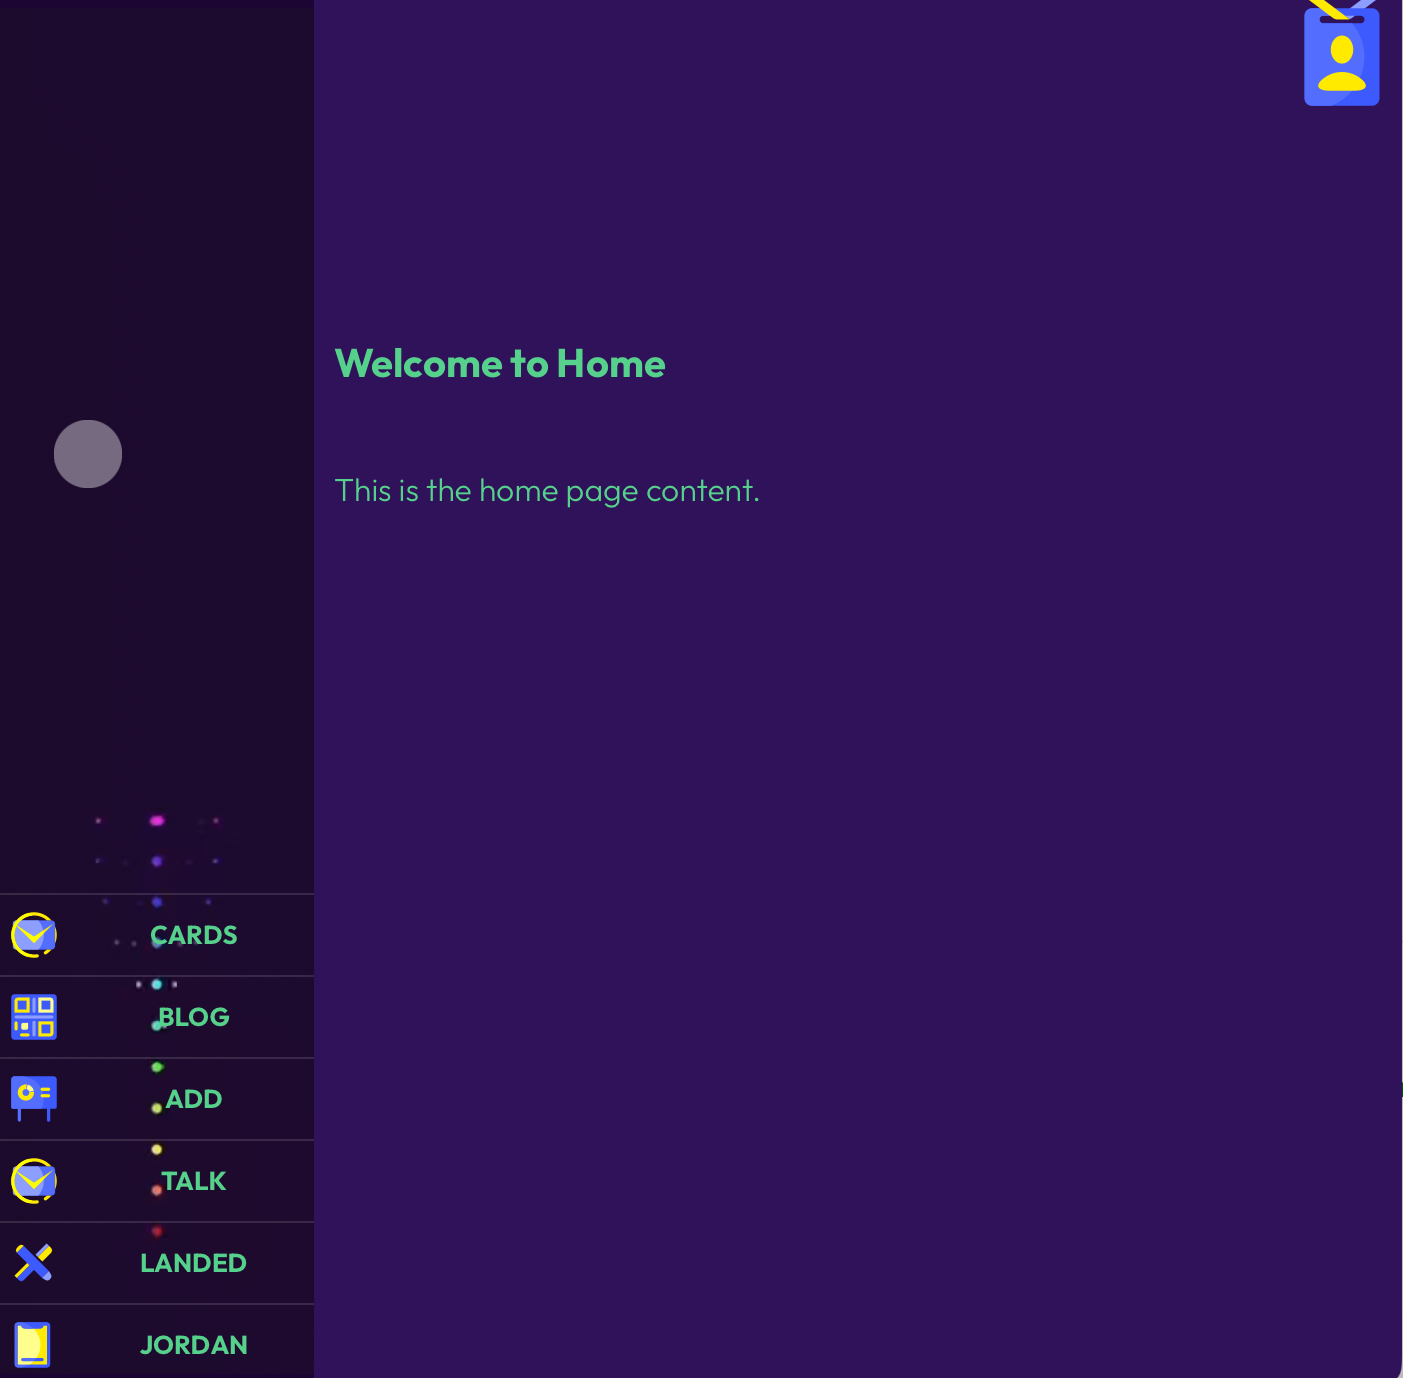 Welcome to Home
This is the home page content.
CARDS
BLOG
ADD
TALK
LANDED
JORDAN